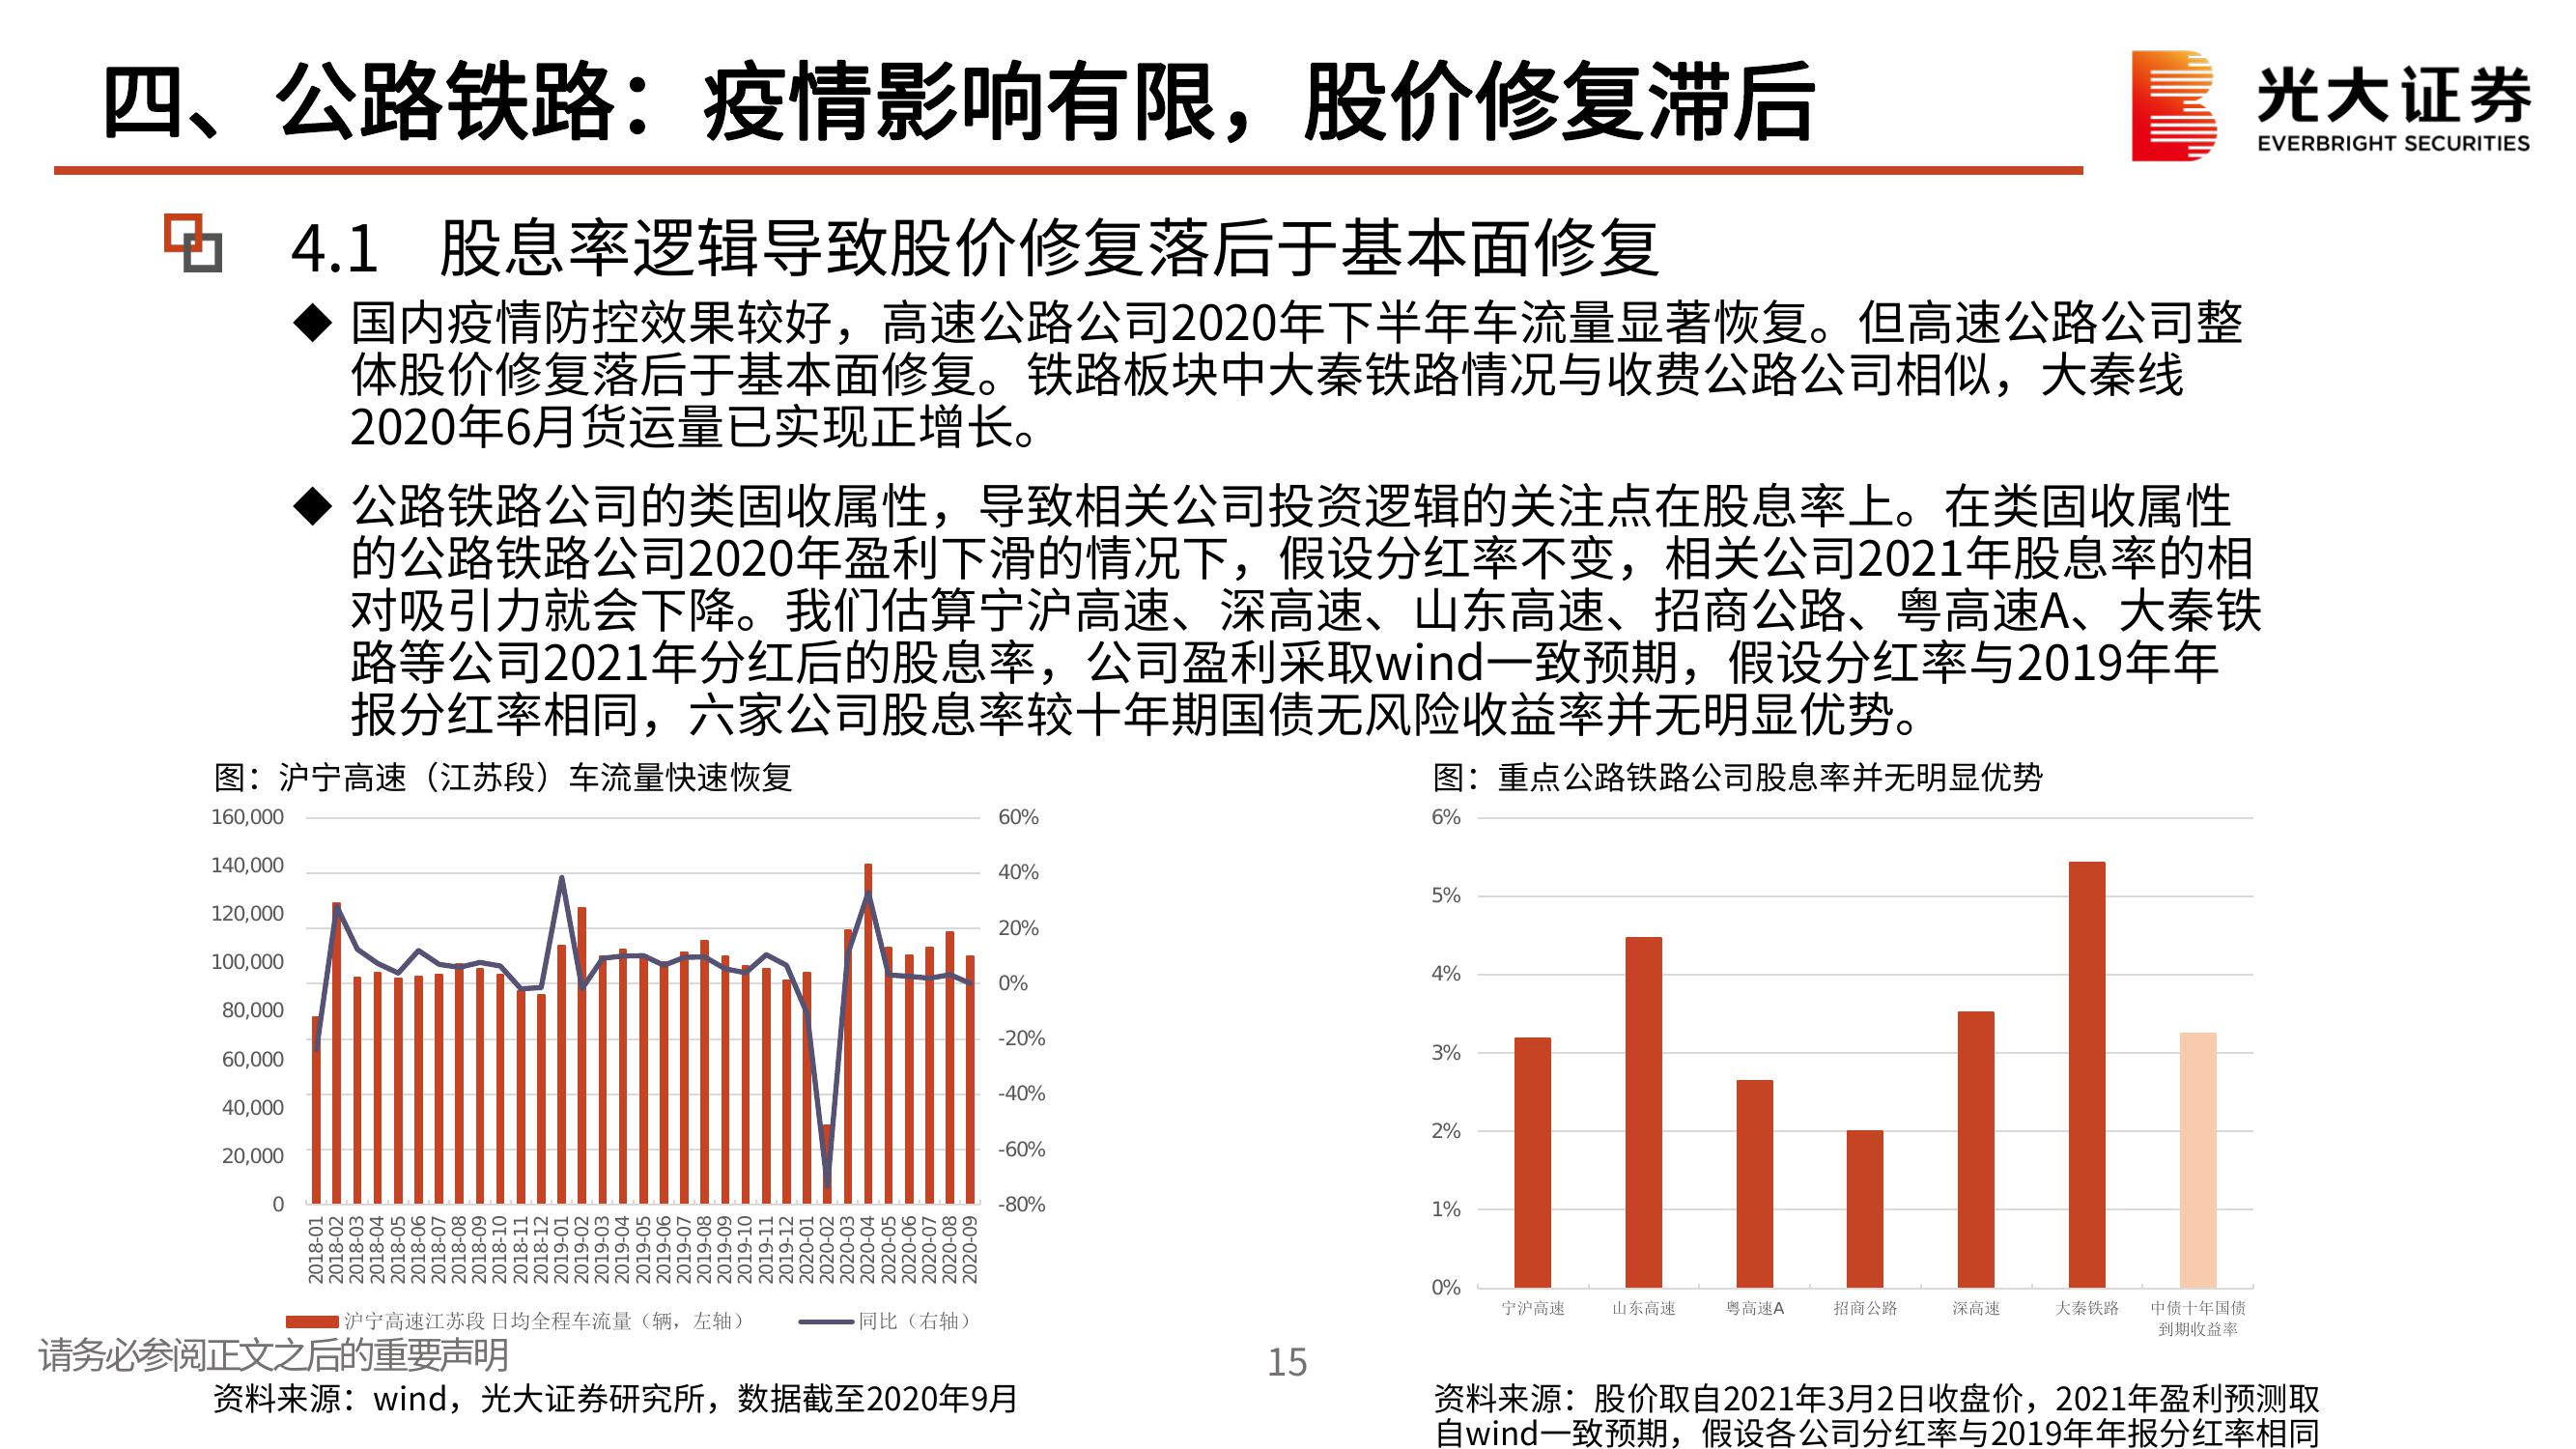 四、公路铁路：疫情影响有限，股价修复滞后
光大证券
EVERBRIGHT SECURITIES
4.1 股息率逻辑导致股价修复落后于基本面修复
◆ 国内疫情防控效果较好，高速公路公司2020年下半年车流量显著恢复。但高速公路公司整
体股价修复落后于基本面修复。铁路板块中大秦铁路情况与收费公路公司相似，大秦线
2020年6月货运量已实现正增长。
◆ 公路铁路公司的类固收属性，导致相关公司投资逻辑的关注点在股息率上。在类固收属性
的公路铁路公司2020年盈利下滑的情况下，假设分红率不变，相关公司2021年股息率的相
对吸引力就会下降。我们估算宁沪高速、深高速、山东高速、招商公路、粤高速A、大秦铁
路等公司2021年分红后的股息率，公司盈利采取wind一致预期，假设分红率与2019年年
报分红率相同，六家公司股息率较十年期国债无风险收益率并无明显优势。
图：沪宁高速（江苏段）车流量快速恢复
160,000
140,000
120,000
100,000
80,000
60,000
40,000
20,000
0
60%
40%
20%
0%
-20%
-40%
-60%
-80%
2018-01
2018-02
2018-03
2018-04
2018-05
2018-06
2018-07
2018-08
2018-09
2018-10
2018-11
2018-12
2019-01
2019-02
2019-03
2019-04
2019-05
2019-06
2019-07
2019-08
2019-09
2019-10
2019-11
2019-12
2020-01
2020-02
2020-03
2020-04
2020-05
2020-06
2020-07
2020-08
2020-09
沪宁高速江苏段 日均全程车流量（辆，左轴）
同比（右轴）
图：重点公路铁路公司股息率并无明显优势
6%
5%
4%
3%
2%
1%
0%
宁沪高速
山东高速
粤高速A
招商公路
深高速
大秦铁路
中债十年国债
到期收益率
请务必参阅正文之后的重要声明
15
资料来源：wind，光大证券研究所，数据截至2020年9月
资料来源：股价取自2021年3月2日收盘价，2021年盈利预测取
自wind一致预期，假设各公司分红率与2019年年报分红率相同